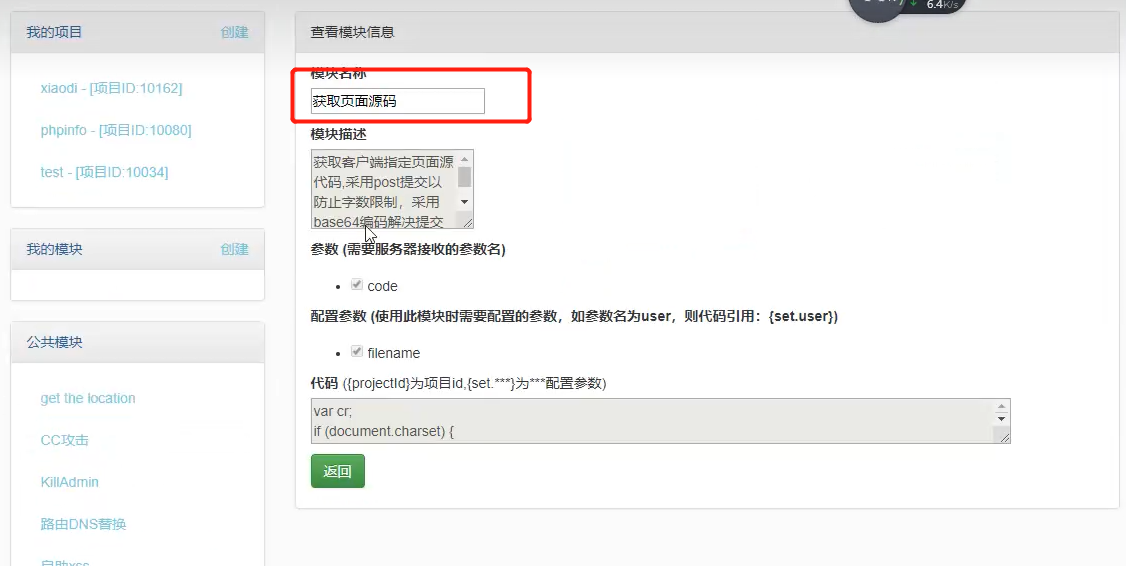 6.4K/s
我的项目 创建
xiaodi - [项目ID:10162]
phpinfo - [项目ID:10080]
test - [项目ID:10034]
我的模块 创建
公共模块
get the location
CC攻击
KillAdmin
路由DNS替换
查看模块信息
模块名称
获取页面源码
模块描述
获取客户端指定页面源
代码,采用post提交以
防止字数限制，采用
base64编码解决提交
参数 (需要服务器接收的参数名)
code
配置参数 (使用此模块时需要配置的参数，如参数名为user，则代码引用：{set.user})
filename
代码 ({projectId}为项目id,{set.***}为***配置参数)
var cr;
if (document.charset) {
返回